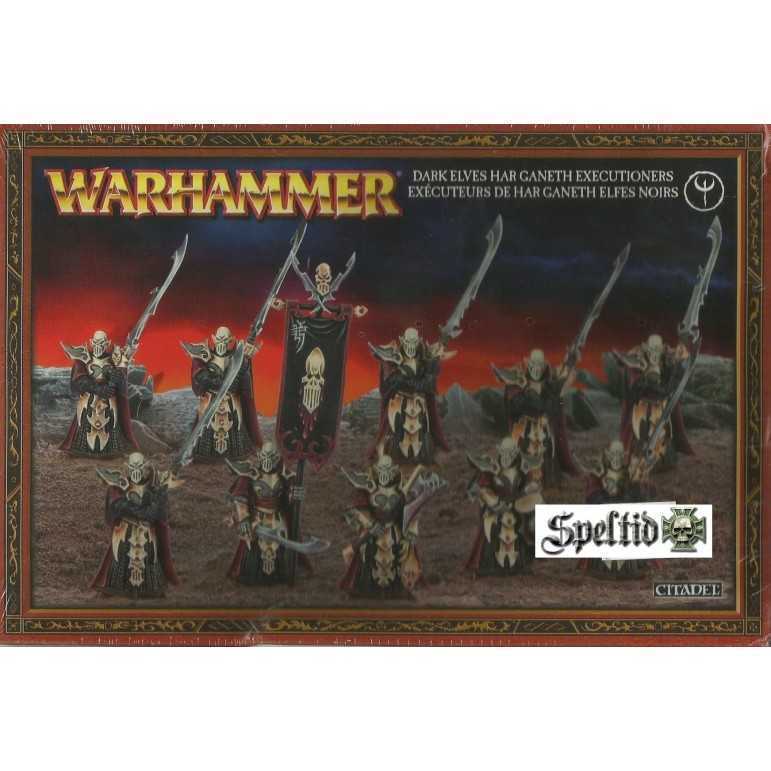 WARHAMMER®
DARK ELVES HAR GANETH EXECUTIONERS
EXÉCUTEURS DE HAR GANETH ELFES NOIRS
Speltid
CITADEL